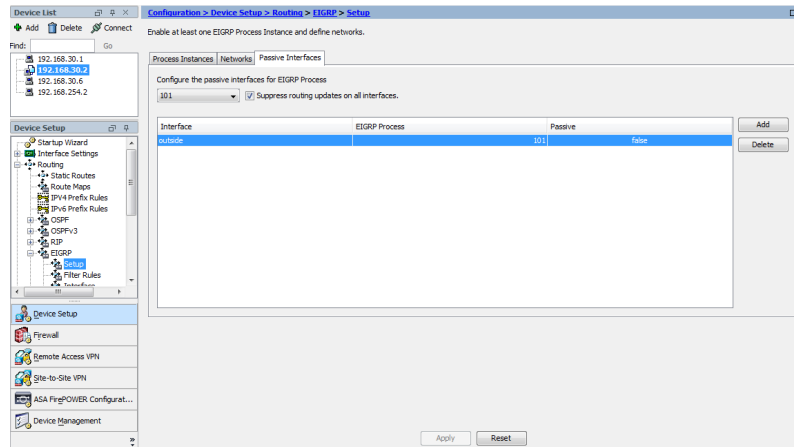 Device List
Add Delete Connect
Find: Go
192.168.30.1
192.168.30.2
192.168.30.6
192.168.254.2
Device Setup
Startup Wizard
Interface Settings
Routing
Static Routes
Route Maps
IPV4 Prefix Rules
IPv6 Prefix Rules
OSPF
OSPFv3
RIP
EIGRP
Setup
Filter Rules
Interface
Device Setup
Firewall
Remote Access VPN
Site-to-Site VPN
ASA FirePOWER Configurat...
Device Management
»
Configuration > Device Setup > Routing > EIGRP > Setup
Enable at least one EIGRP Process Instance and define networks.
Process Instances Networks Passive Interfaces
Configure the passive interfaces for EIGRP Process
101 Suppress routing updates on all interfaces.
Interface EIGRP Process Passive
outside 101 false
Add
Delete
Apply Reset